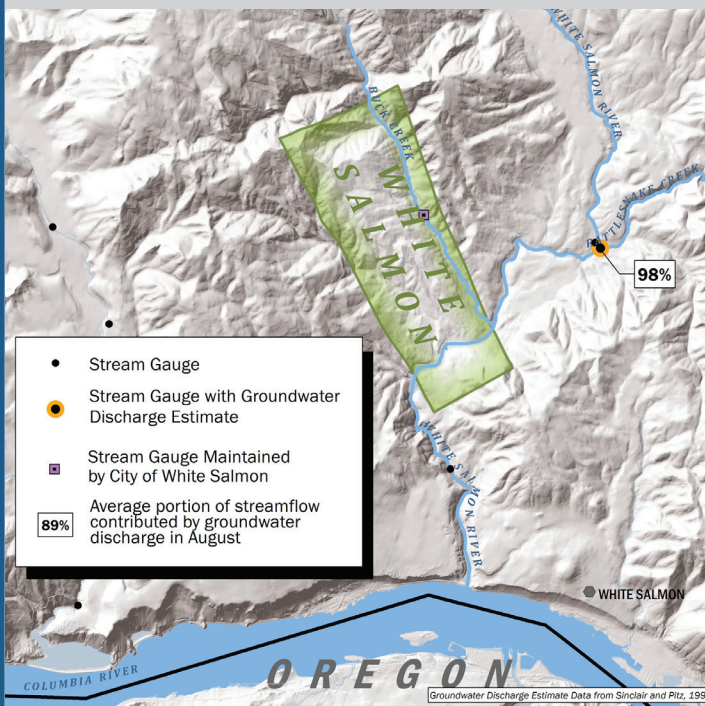 WHITE SALMON RIVER
BUCK CREEK
WHITE
SALMON
RATTLESNAKE CREEK
98%
Stream Gauge
Stream Gauge with Groundwater
Discharge Estimate
Stream Gauge Maintained
by City of White Salmon
89%
Average portion of streamflow
contributed by groundwater
discharge in August
WHITE SALMON RIVER
WHITE SALMON
COLUMBIA RIVER
OREGON
Groundwater Discharge Estimate Data from Sinclair and Pitz, 199